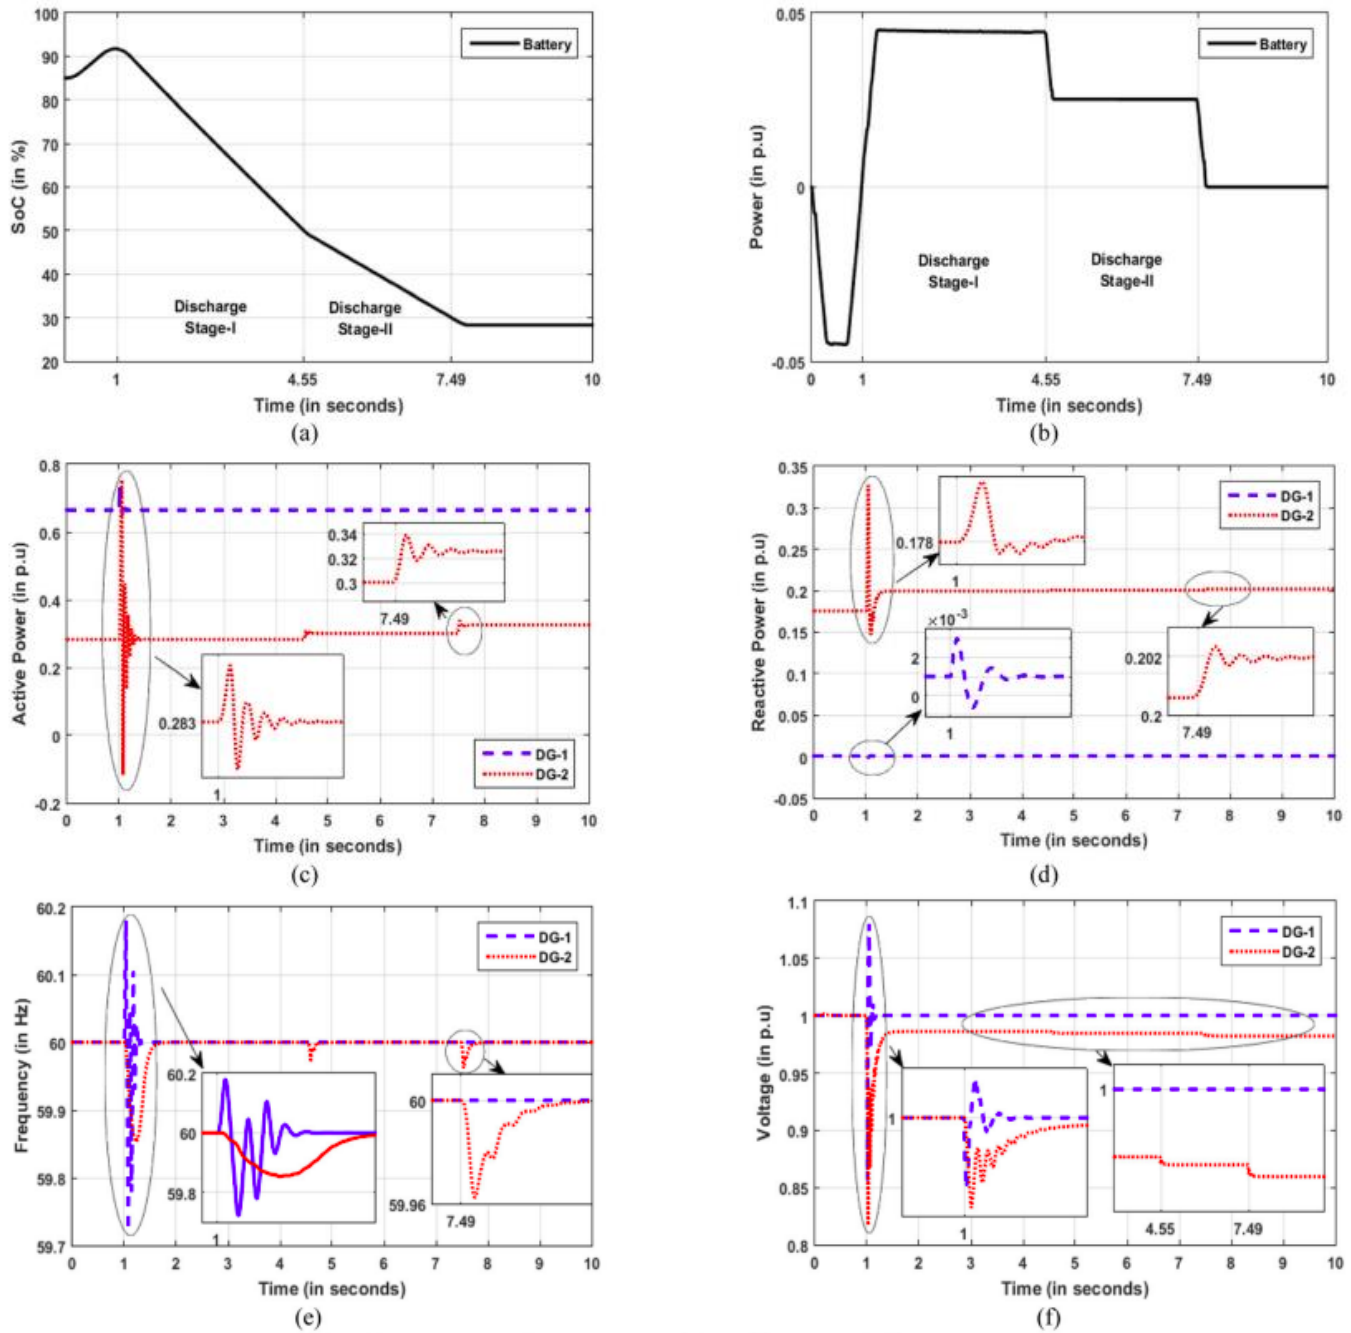 100
90
80
70
60
50
40
30
20
SoC (in %)
Battery
Discharge
Stage-I
Discharge
Stage-II
1
4.55
7.49
10
Time (in seconds)
(a)
0.05
0
-0.05
Power (in p.u)
Battery
Discharge
Stage-I
Discharge
Stage-II
0
1
4.55
7.49
10
Time (in seconds)
(b)
0.8
0.6
0.4
0.2
0
-0.2
Active Power (in p.u)
0.34
0.32
0.3
7.49
0.283
1
DG-1
DG-2
0 1 2 3 4 5 6 7 8 9 10
Time (in seconds)
(c)
0.35
0.3
0.25
0.2
0.15
0.1
0.05
0
-0.05
Reactive Power (in p.u)
0.178
1
DG-1
DG-2
×10⁻³
2
0
1
0.202
0.2
7.49
0 1 2 3 4 5 6 7 8 9 10
Time (in seconds)
(d)
60.2
60.1
60
59.9
59.8
59.7
Frequency (in Hz)
DG-1
DG-2
60.2
60
59.8
1
60
59.96
7.49
0 1 2 3 4 5 6 7 8 9 10
Time (in seconds)
(e)
1.1
1.05
1
0.95
0.9
0.85
0.8
Voltage (in p.u)
DG-1
DG-2
1
1
1
4.55
7.49
0 1 2 3 4 5 6 7 8 9 10
Time (in seconds)
(f)